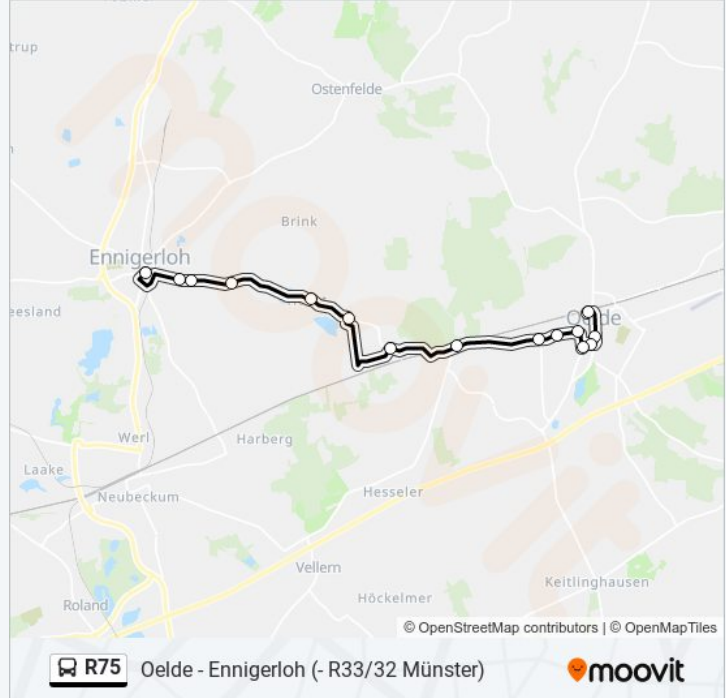 trup
Ostenfelde
Brink
Ennigerloh
eesland
Oelde
Werl
Harberg
Laake
Neubeckum
Hesseler
Vellern
Keitlinghausen
Höckelmer
Roland
© OpenStreetMap contributors | © OpenMapTiles
R75 Oelde - Ennigerloh (- R33/32 Münster) moovit